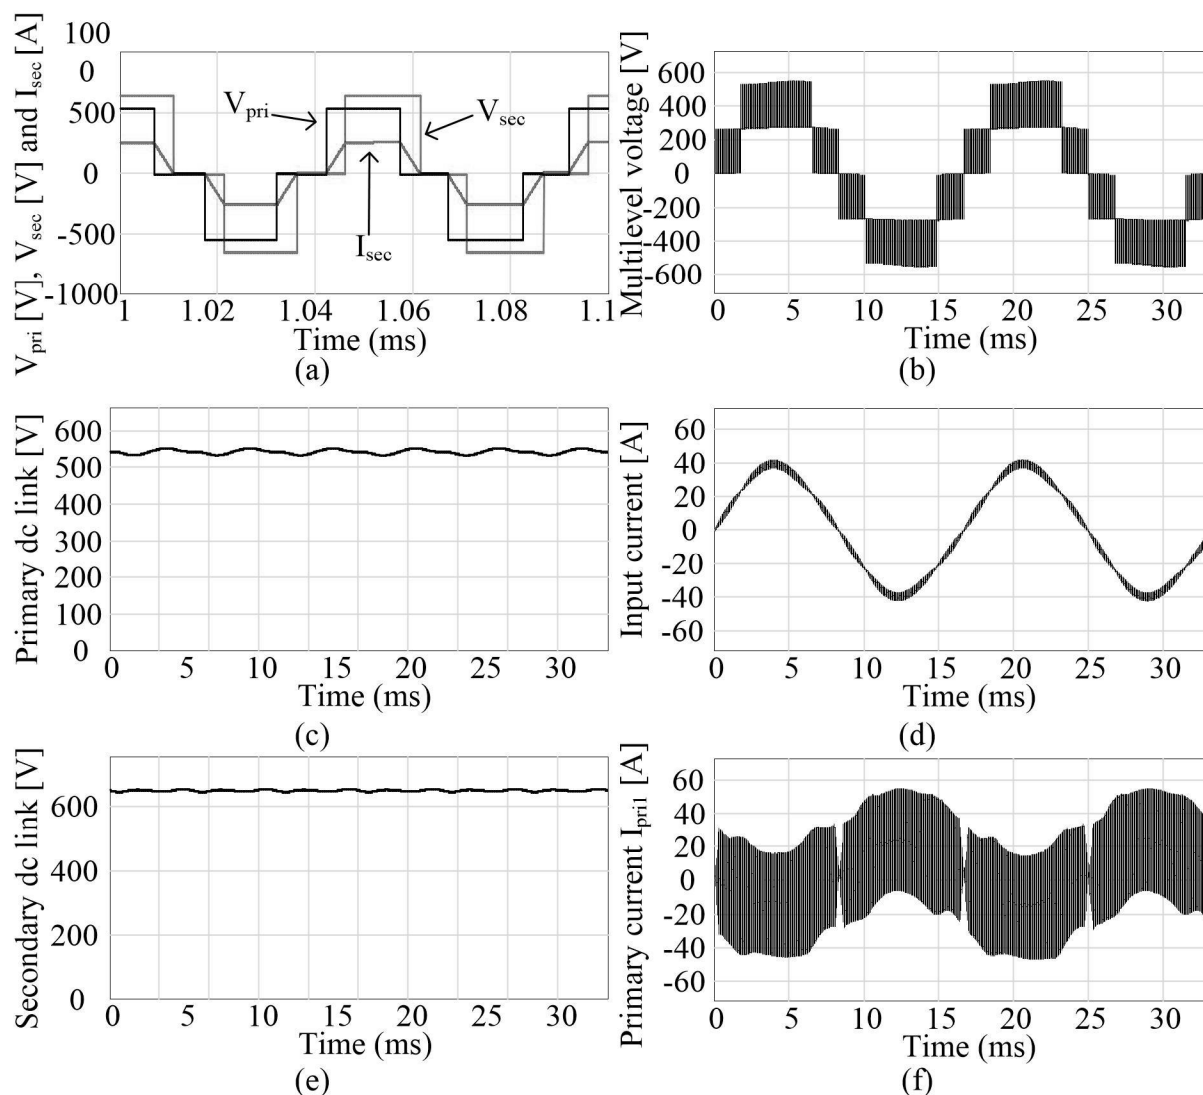 V_pri [V], V_sec [V] and I_sec [A]
100
0
500
0
-500
-1000
V_pri
V_sec
I_sec
1 1.02 1.04 1.06 1.08 1.1
Time (ms)
(a)
Multilevel voltage [V]
600
400
200
0
-200
-400
-600
0 5 10 15 20 25 30
Time (ms)
(b)
Primary dc link [V]
600
500
400
300
200
100
0
0 5 10 15 20 25 30
Time (ms)
(c)
Input current [A]
60
40
20
0
-20
-40
-60
0 5 10 15 20 25 30
Time (ms)
(d)
Secondary dc link [V]
600
400
200
0
0 5 10 15 20 25 30
Time (ms)
(e)
Primary current I_pri1 [A]
60
40
20
0
-20
-40
-60
0 5 10 15 20 25 30
Time (ms)
(f)